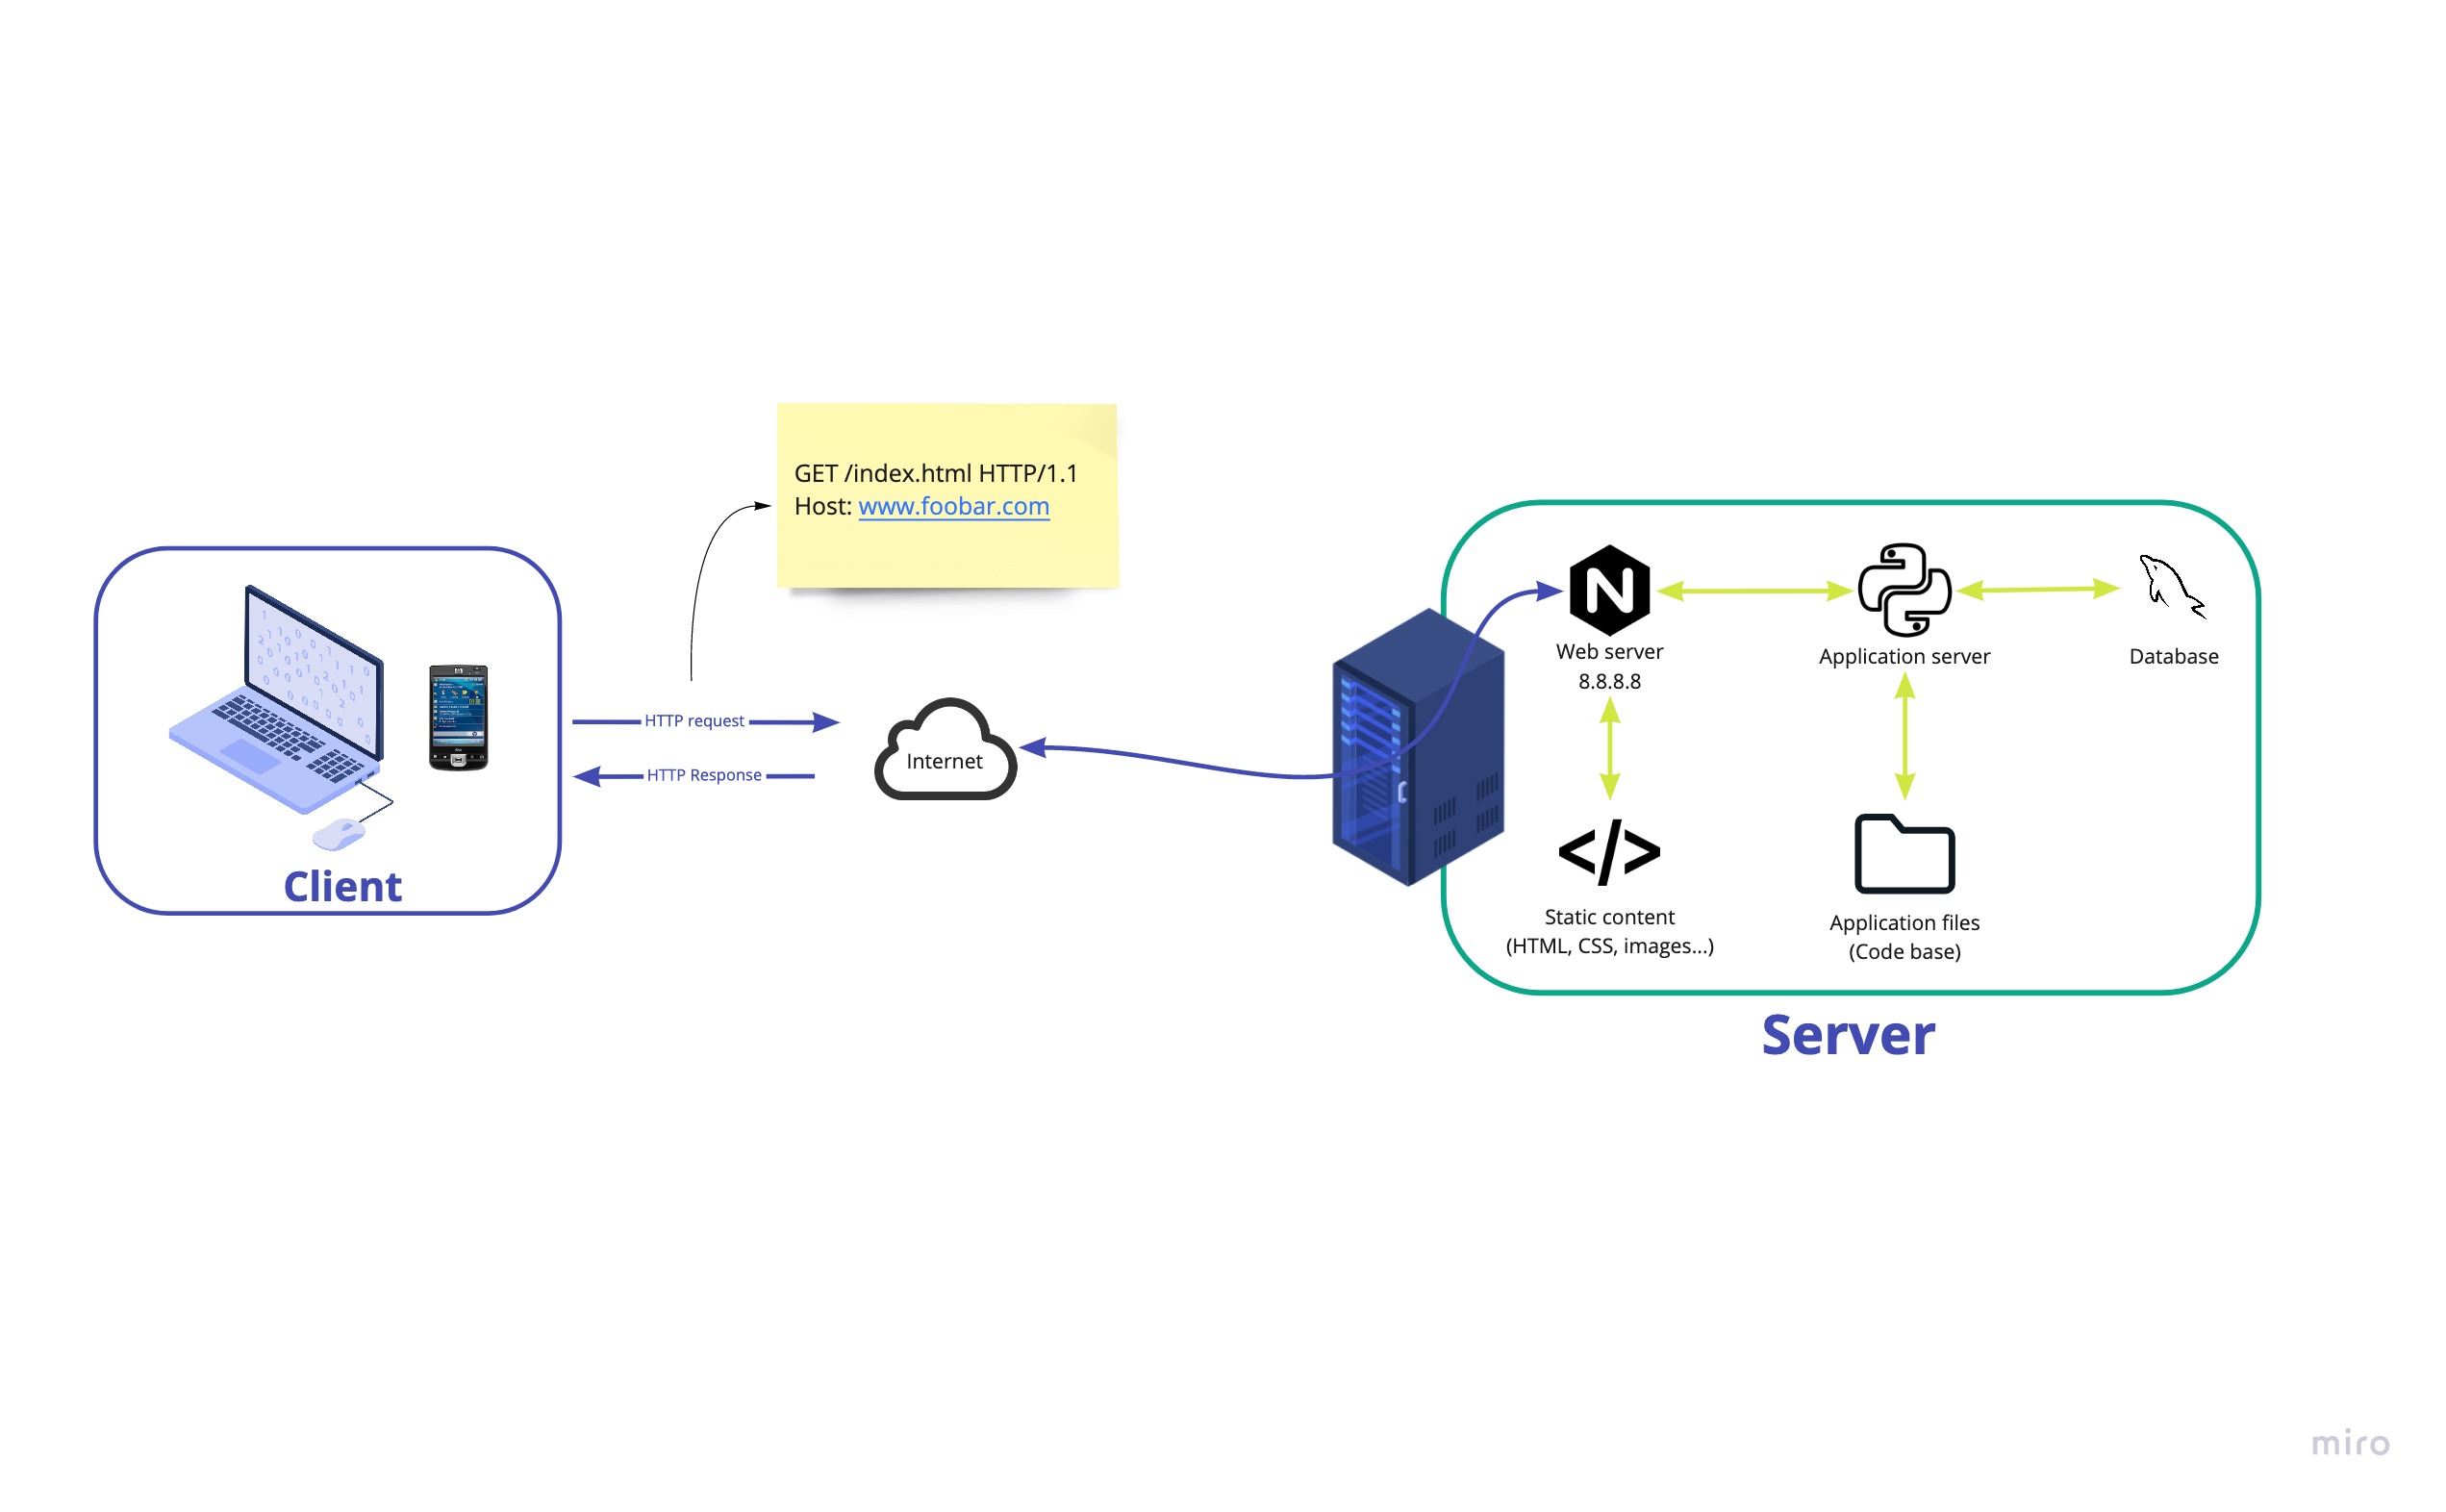 GET /index.html HTTP/1.1
Host: www.foobar.com
Client
HTTP request
HTTP Response
Internet
N
Web server
8.8.8.8
Application server
Database
</>
Static content
(HTML, CSS, images...)
Application files
(Code base)
Server
miro